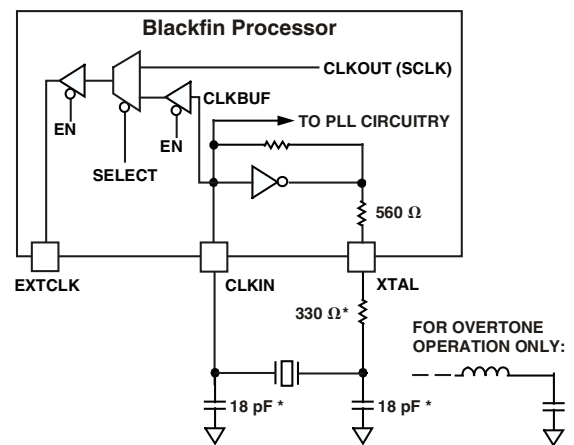 Blackfin Processor
CLKOUT (SCLK)
CLKBUF
TO PLL CIRCUITRY
EN
EN
SELECT
560 Ω
EXTCLK
CLKIN
XTAL
330 Ω*
FOR OVERTONE
OPERATION ONLY:
18 pF *
18 pF *